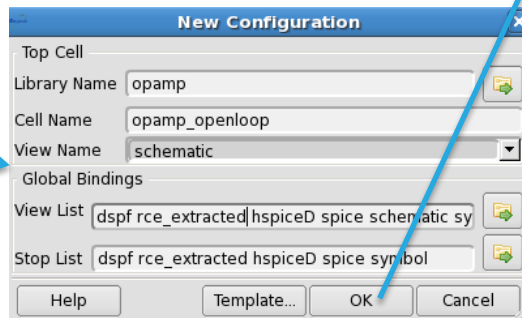 New Configuration
Top Cell
Library Name opamp
Cell Name opamp_openloop
View Name schematic
Global Bindings
View List dspf rce_extracted hspiceD spice schematic sy
Stop List dspf rce_extracted hspiceD spice symbol
Help Template... OK Cancel